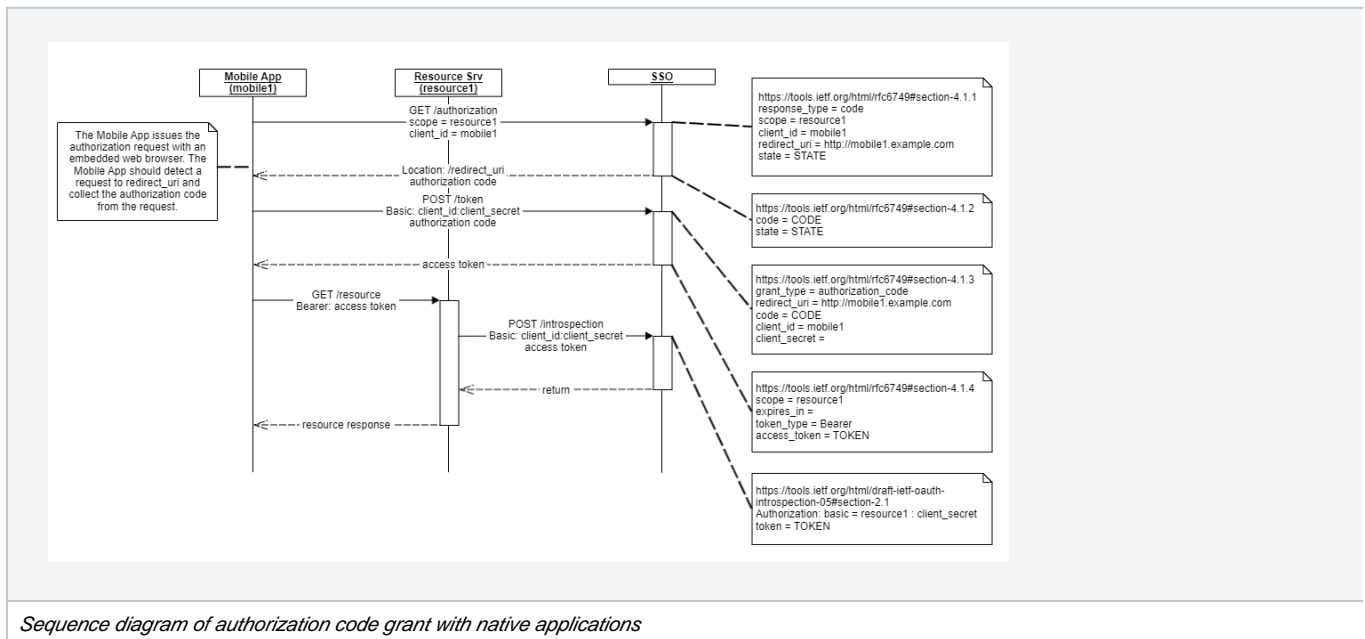 Mobile App
(mobile1)
Resource Srv
(resource1)
SSO
The Mobile App issues the
authorization request with an
embedded web browser. The
Mobile App should detect a
request to redirect_uri and
collect the authorization code
from the request.
GET /authorization
scope = resource1
client_id = mobile1
Location: /redirect_uri
authorization code
POST /token
Basic: client_id:client_secret
authorization code
access token
GET /resource
Bearer: access token
POST /introspection
Basic: client_id:client_secret
access token
return
resource response
https://tools.ietf.org/html/rfc6749#section-4.1.1
response_type = code
scope = resource1
client_id = mobile1
redirect_uri = http://mobile1.example.com
state = STATE
https://tools.ietf.org/html/rfc6749#section-4.1.2
code = CODE
state = STATE
https://tools.ietf.org/html/rfc6749#section-4.1.3
grant_type = authorization_code
redirect_uri = http://mobile1.example.com
code = CODE
client_id = mobile1
client_secret =
https://tools.ietf.org/html/rfc6749#section-4.1.4
scope = resource1
expires_in =
token_type = Bearer
access_token = TOKEN
https://tools.ietf.org/html/draft-ietf-oauth-
introspection-05#section-2.1
Authorization: basic = resource1 : client_secret
token = TOKEN
Sequence diagram of authorization code grant with native applications